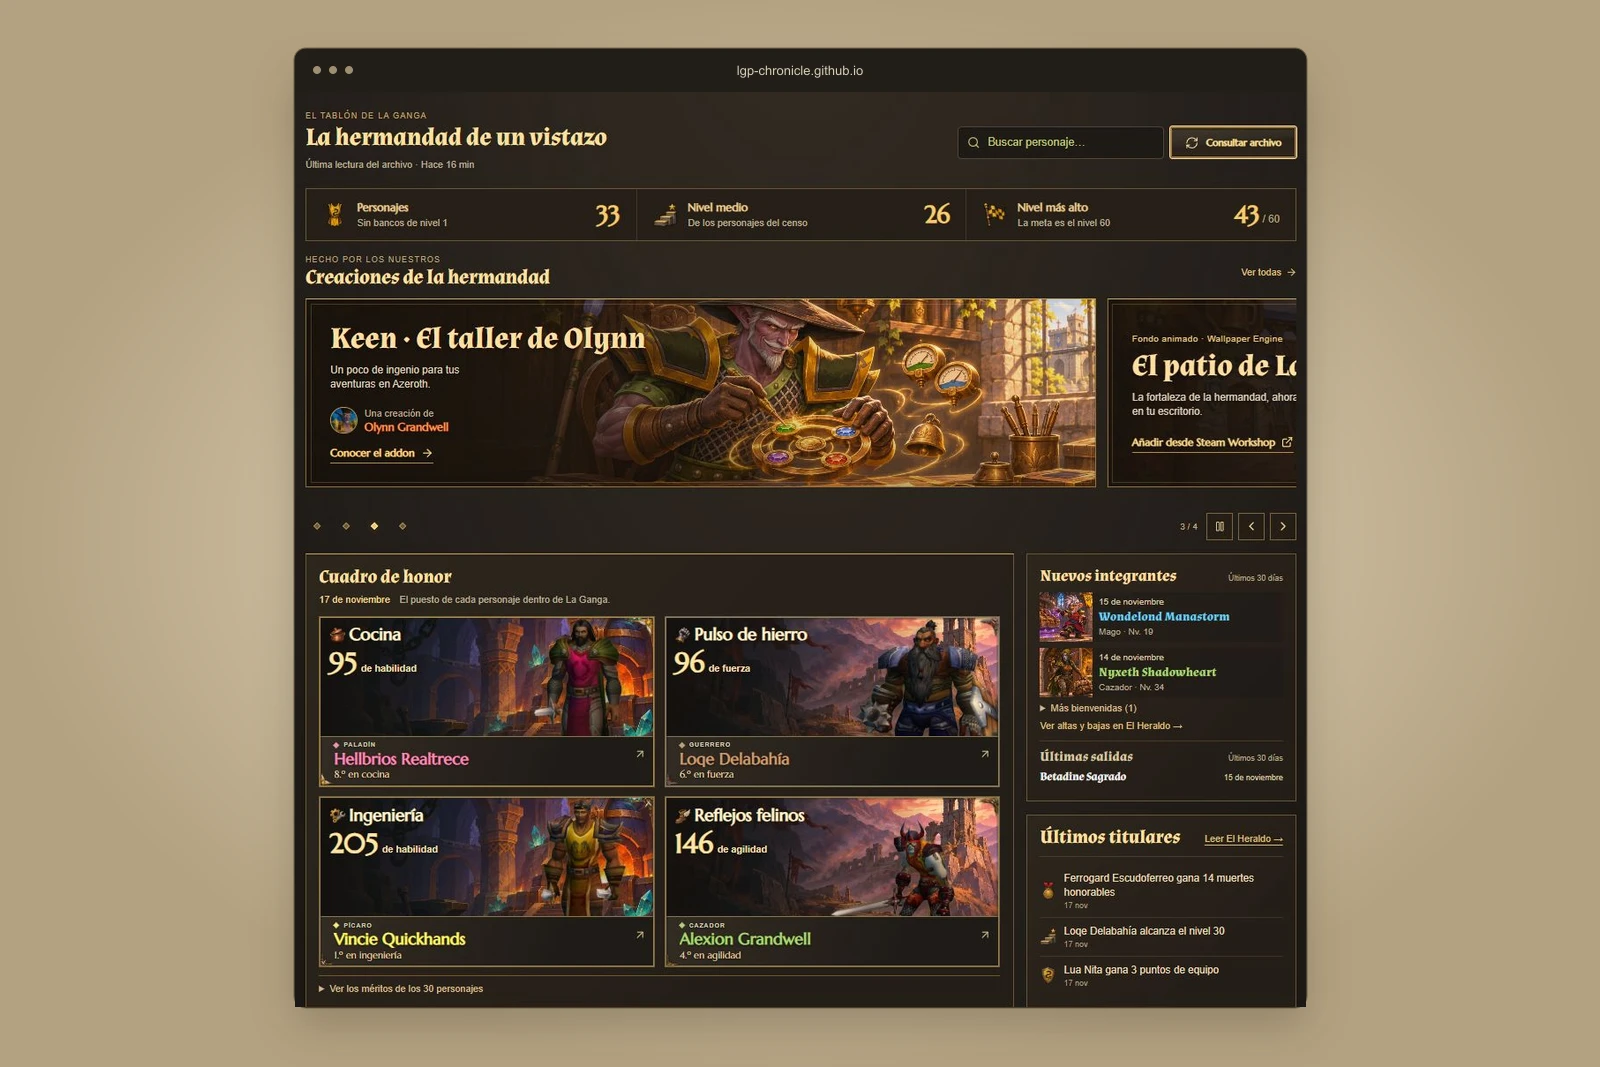 lgp-chronicle.github.io
EL TABLÓN DE LA GANGA
La hermandad de un vistazo
Última lectura del archivo · Hace 16 min
Buscar personaje...
Consultar archivo
Personajes
Sin bancos de nivel 1
33
Nivel medio
De los personajes del censo
26
Nivel más alto
La meta es el nivel 60
43 / 60
HECHO POR LOS NUESTROS
Creaciones de la hermandad
Ver todas →
Keen · El taller de Olynn
Un poco de ingenio para tus
aventuras en Azeroth.
Una creación de
Olynn Grandwell
Conocer el addon →
Fondo animado · Wallpaper Engine
El patio de La
La fortaleza de la hermandad, ahora
en tu escritorio.
Añadir desde Steam Workshop
3 / 4
Cuadro de honor
17 de noviembre El puesto de cada personaje dentro de La Ganga.
Cocina
95 de habilidad
PALADÍN
Hellbrios Realtrece
8.º en cocina
Pulso de hierro
96 de fuerza
GUERRERO
Loqe Delabahía
6.º en fuerza
Ingeniería
205 de habilidad
PÍCARO
Vincie Quickhands
1.º en ingeniería
Reflejos felinos
146 de agilidad
CAZADOR
Alexion Grandwell
4.º en agilidad
Ver los méritos de los 30 personajes
Nuevos integrantes
Últimos 30 días
15 de noviembre
Wondelond Manastorm
Mago · Nv. 19
14 de noviembre
Nyxeth Shadowheart
Cazador · Nv. 34
Más bienvenidas (1)
Ver altas y bajas en El Heraldo →
Últimas salidas
Últimos 30 días
Betadine Sagrado
15 de noviembre
Últimos titulares
Leer El Heraldo →
Ferrogard Escudoferreo gana 14 muertes
honorables
17 nov
Loqe Delabahía alcanza el nivel 30
17 nov
Lua Nita gana 3 puntos de equipo
17 nov